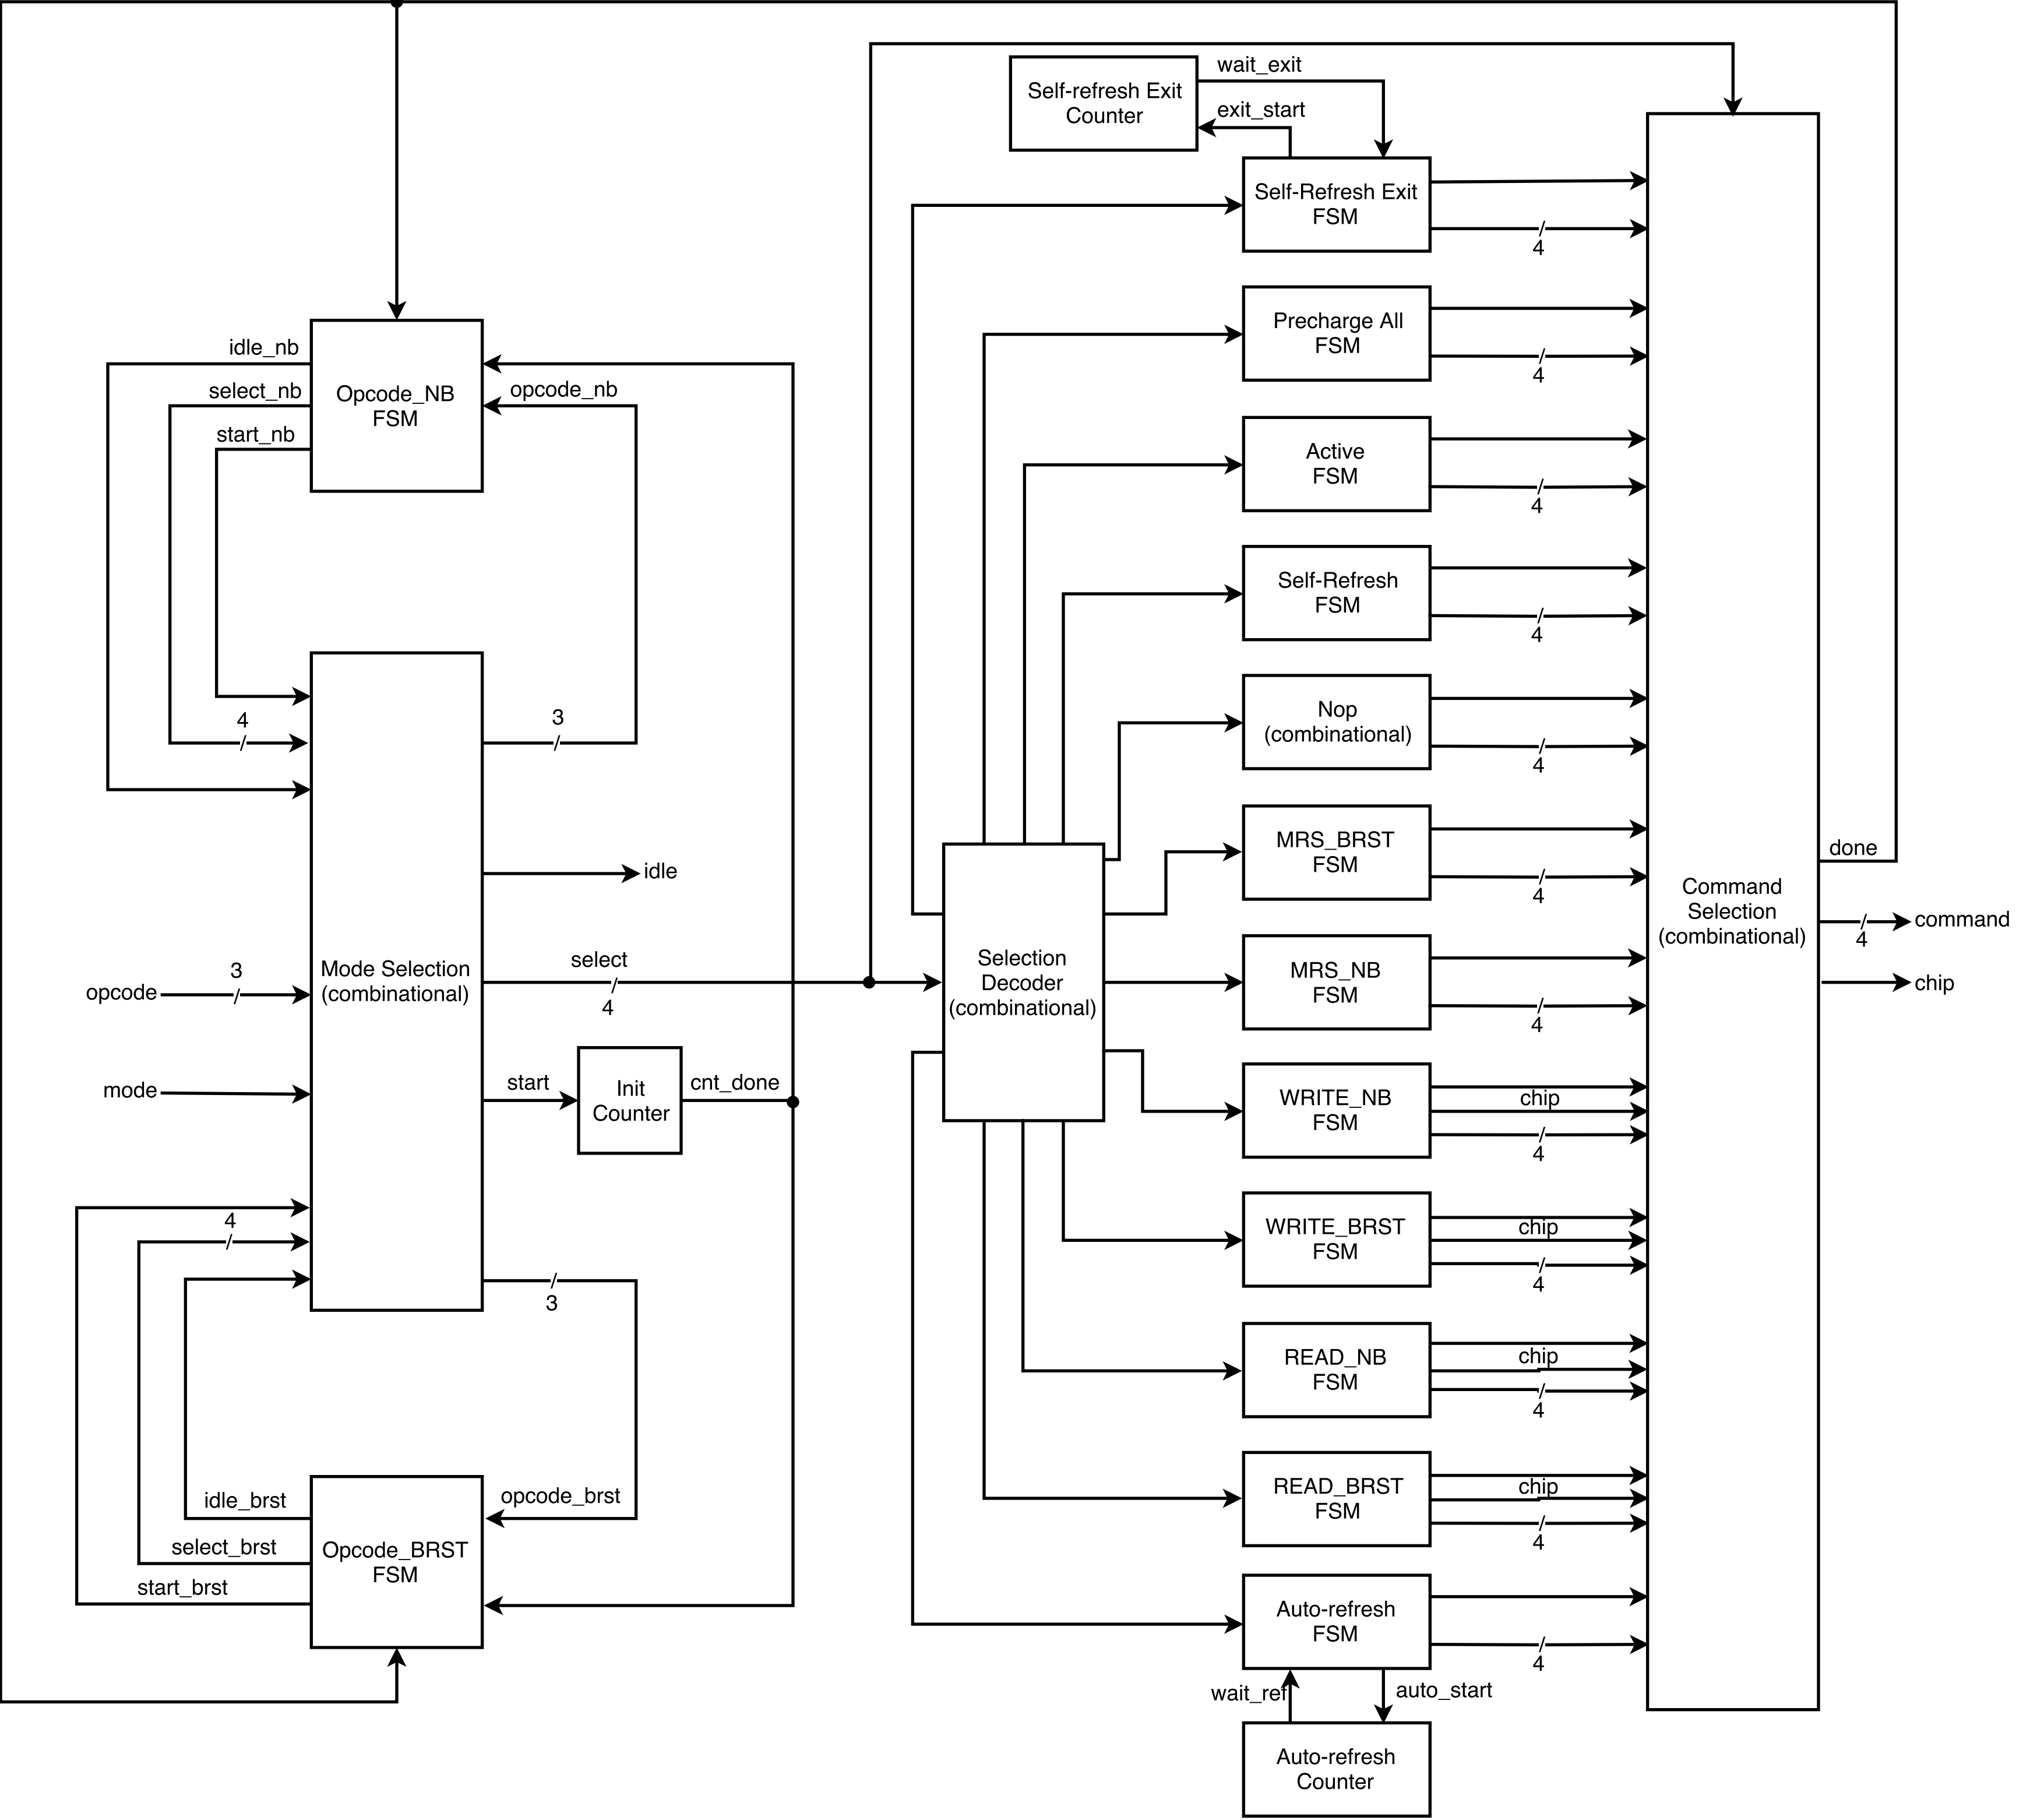 wait_exit
Self-refresh Exit
Counter
exit_start
Self-Refresh Exit
FSM
4
Precharge All
FSM
4
idle_nb
select_nb
start_nb
Opcode_NB
FSM
opcode_nb
Active
FSM
4
Self-Refresh
FSM
4
4
3
Nop
(combinational)
4
MRS_BRST
FSM
4
idle
done
Command
Selection
(combinational)
4
command
chip
opcode
3
Mode Selection
(combinational)
select
4
Selection
Decoder
(combinational)
MRS_NB
FSM
4
mode
start
Init
Counter
cnt_done
WRITE_NB
FSM
chip
4
4
3
WRITE_BRST
FSM
chip
4
READ_NB
FSM
chip
4
idle_brst
select_brst
start_brst
Opcode_BRST
FSM
opcode_brst
READ_BRST
FSM
chip
4
Auto-refresh
FSM
4
wait_ref
auto_start
Auto-refresh
Counter